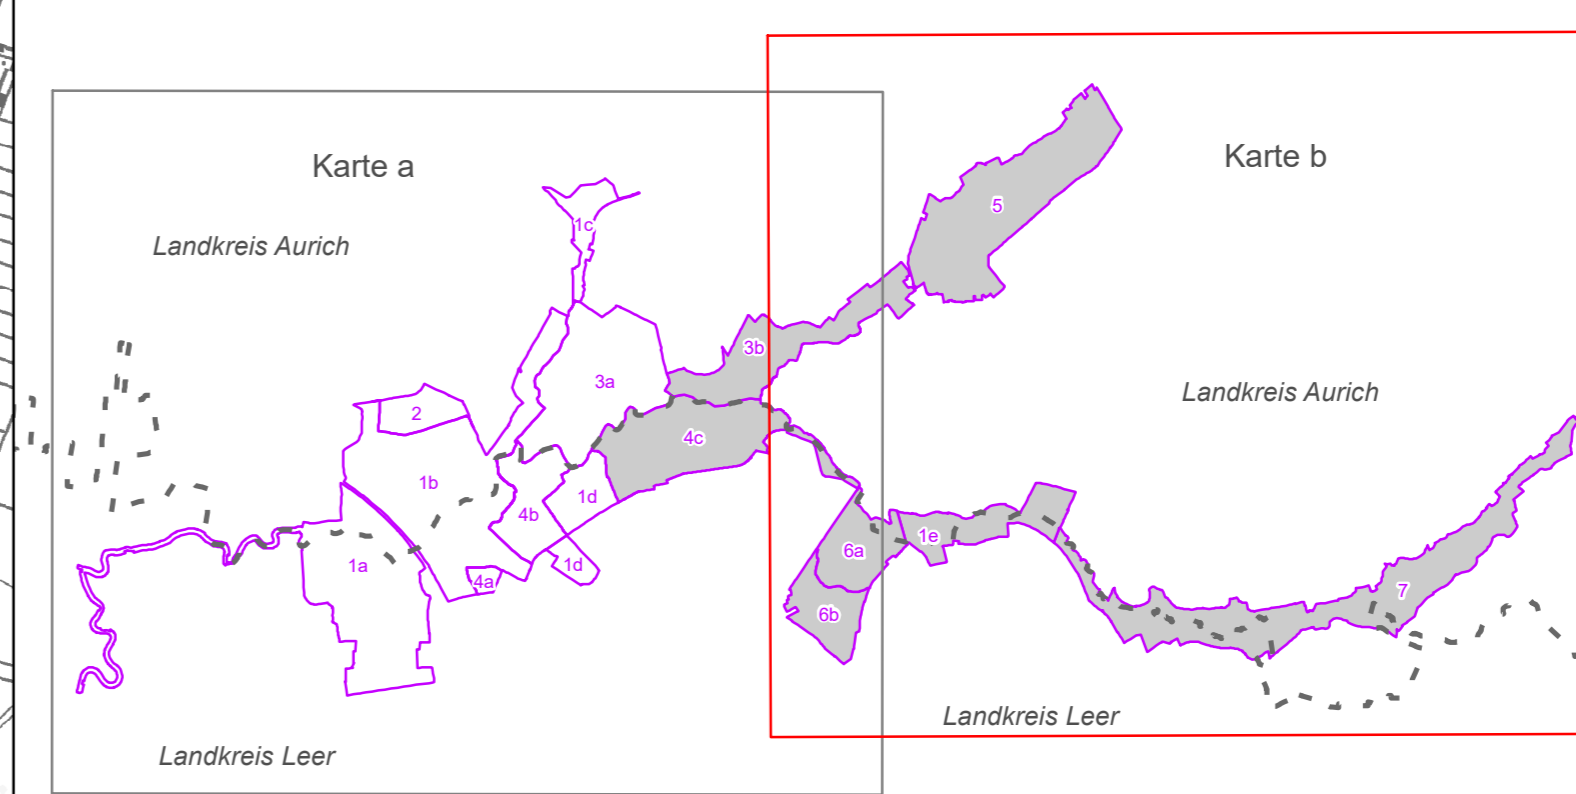 Karte a
Karte b
5
1c
Landkreis Aurich
3b
3a
Landkreis Aurich
2
4c
1b
1d
4b
1e
6a
1a
1d
4a
7
6b
Landkreis Leer
Landkreis Leer